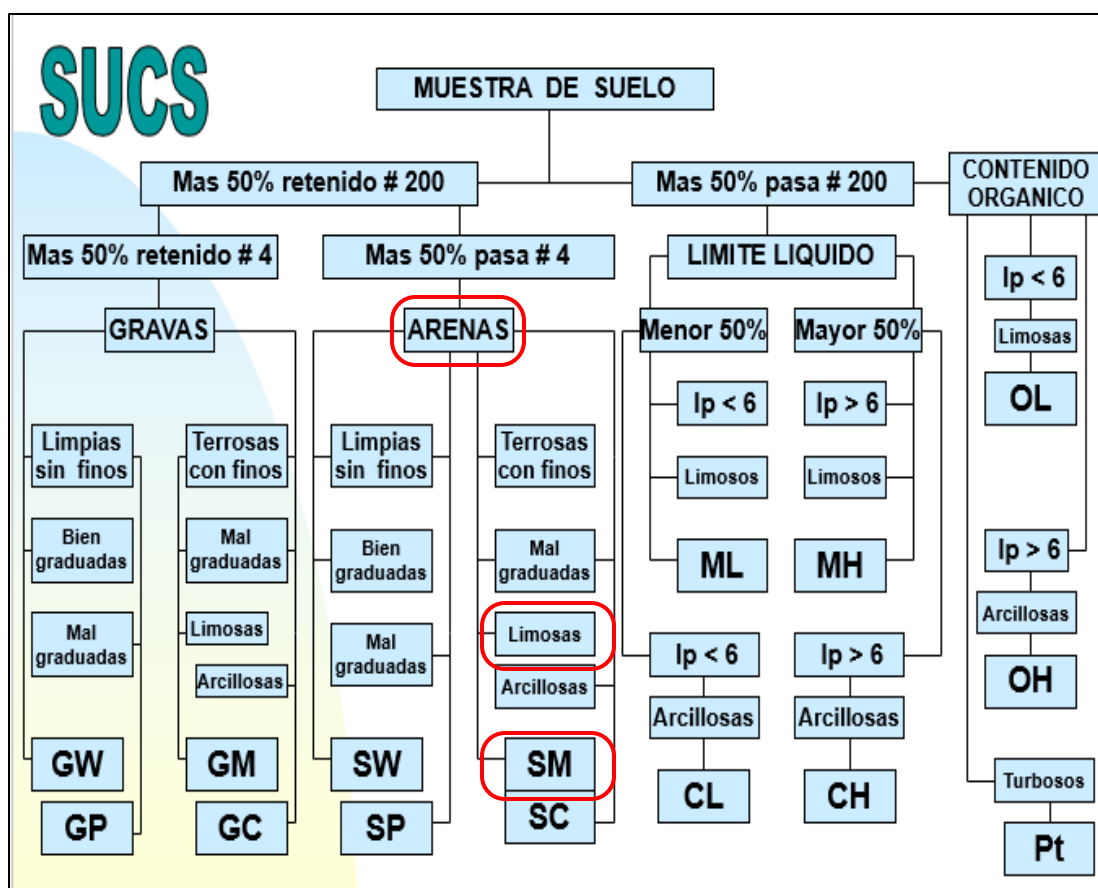 SUCS
MUESTRA DE SUELO
Mas 50% retenido # 200
Mas 50% pasa # 200
CONTENIDO
ORGANICO
Mas 50% retenido # 4
Mas 50% pasa # 4
LIMITE LIQUIDO
GRAVAS
ARENAS
Menor 50%
Mayor 50%
Ip < 6
Limosas
OL
Limpias
sin finos
Terrosas
con finos
Limpias
sin finos
Terrosas
con finos
Ip < 6
Ip > 6
Limosos
Limosos
Bien
graduadas
Mal
graduadas
Bien
graduadas
Mal
graduadas
ML
MH
Ip > 6
Mal
graduadas
Limosas
Arcillosas
Mal
graduadas
Limosas
Arcillosas
Ip < 6
Ip > 6
Arcillosas
OH
Arcillosas
Arcillosas
GW
GM
SW
SM
CL
CH
Turbosos
GP
GC
SP
SC
Pt